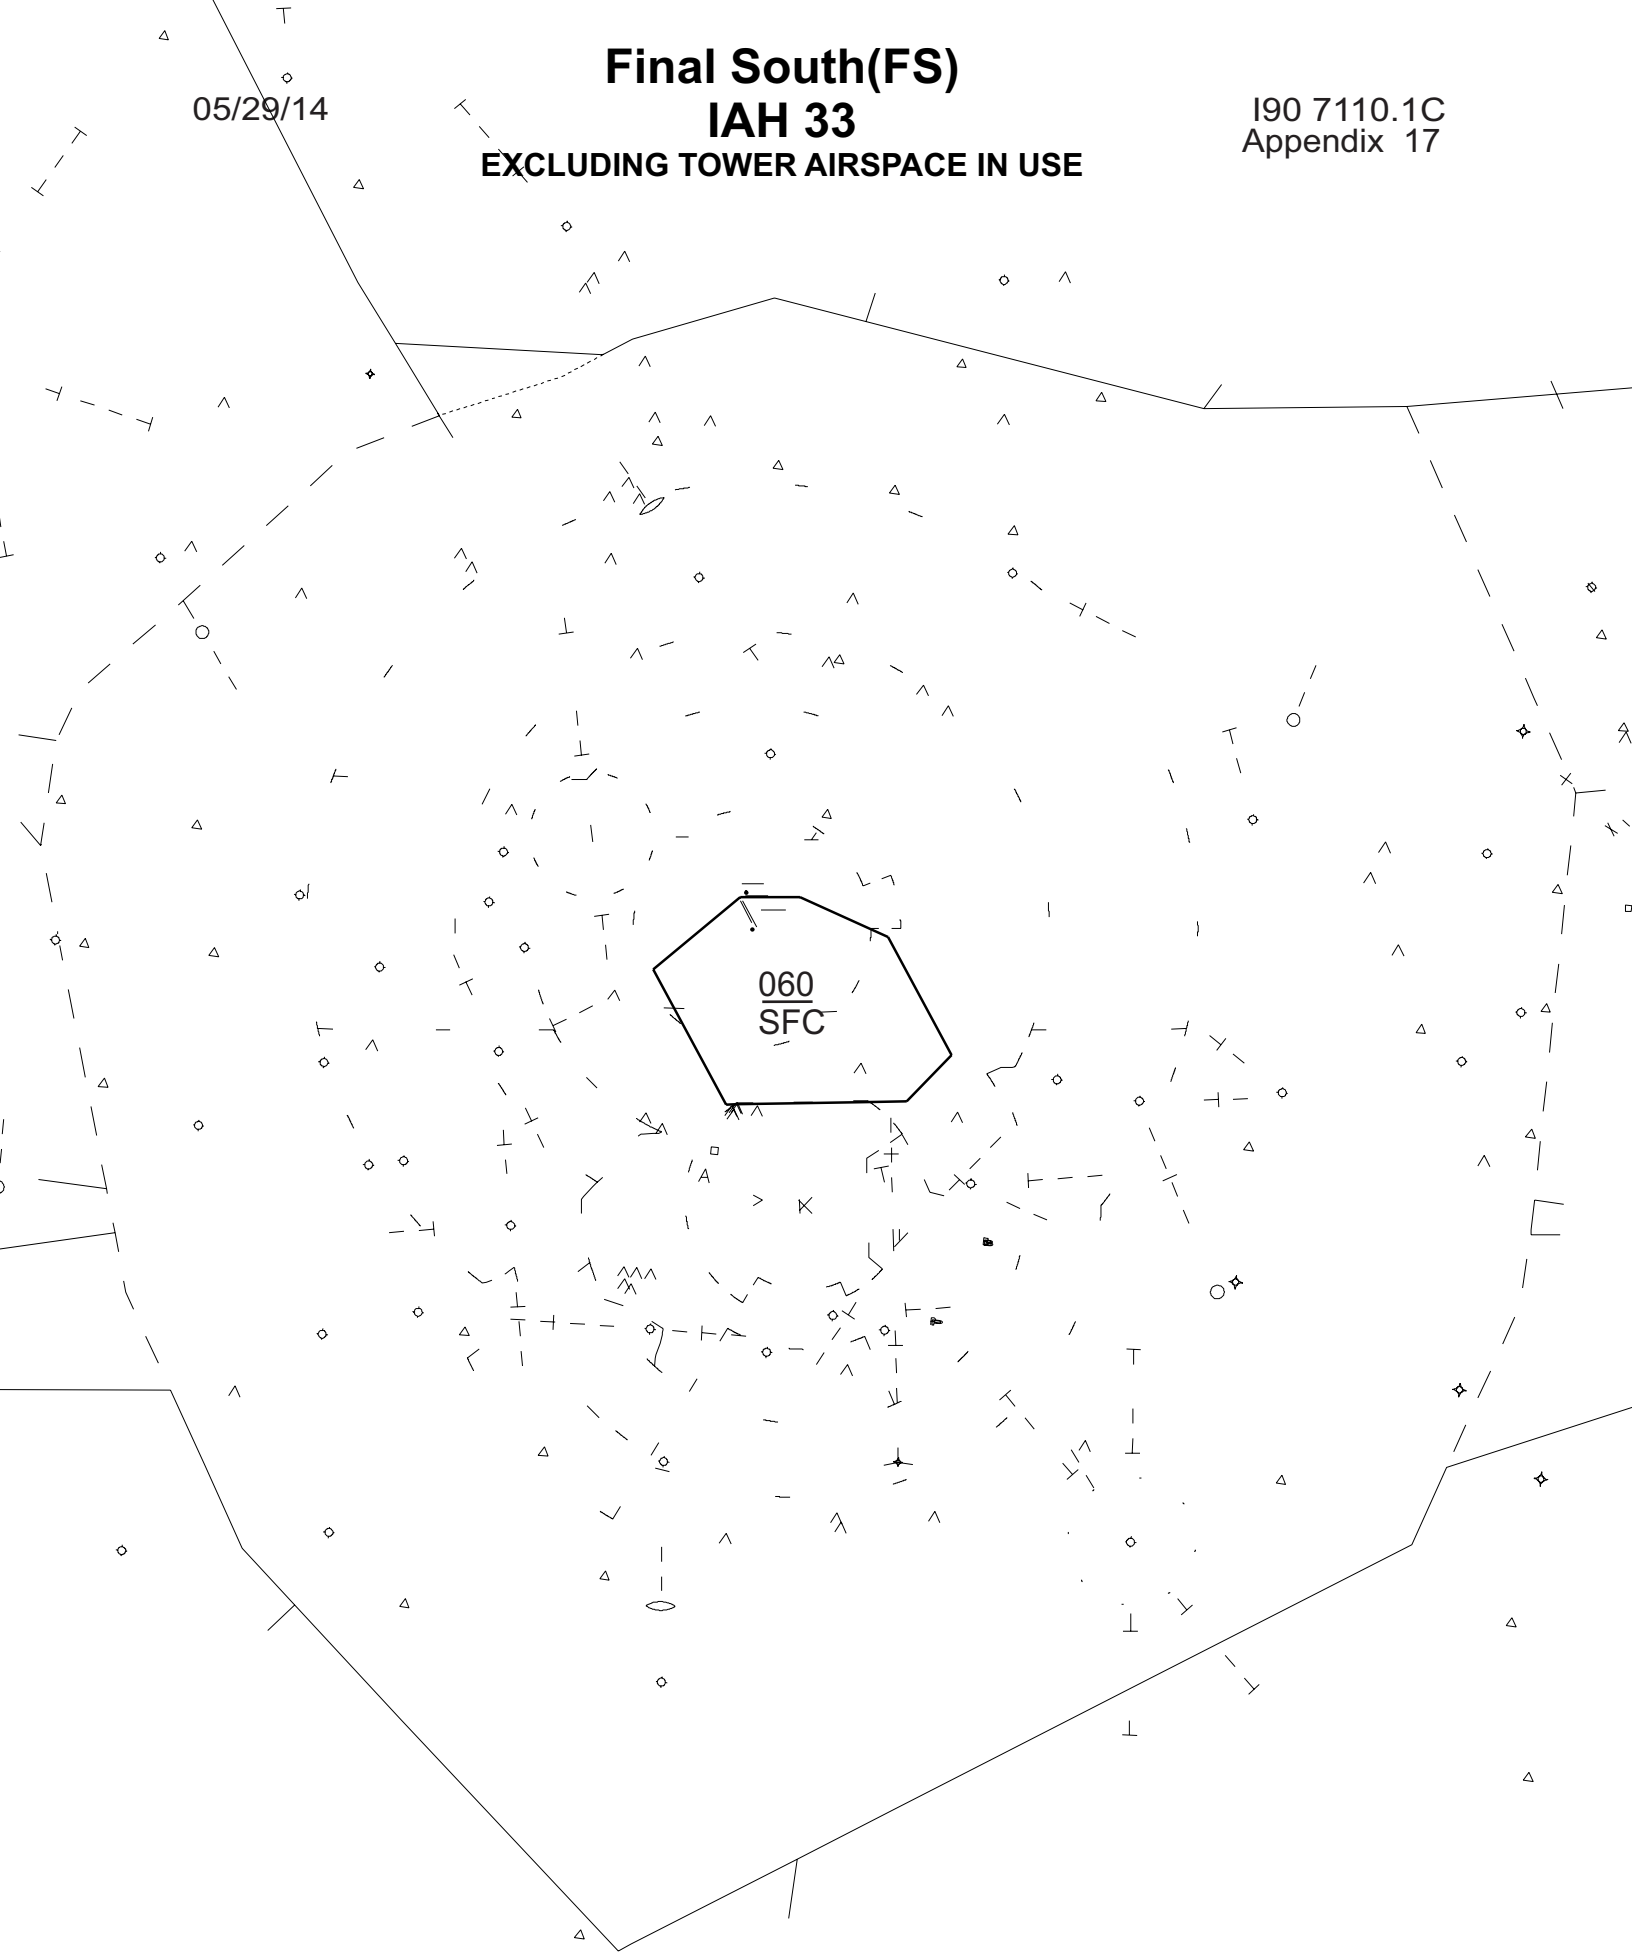 Final South(FS)
05/29/14
IAH 33
I90 7110.1C
Appendix 17
EXCLUDING TOWER AIRSPACE IN USE
060
SFC